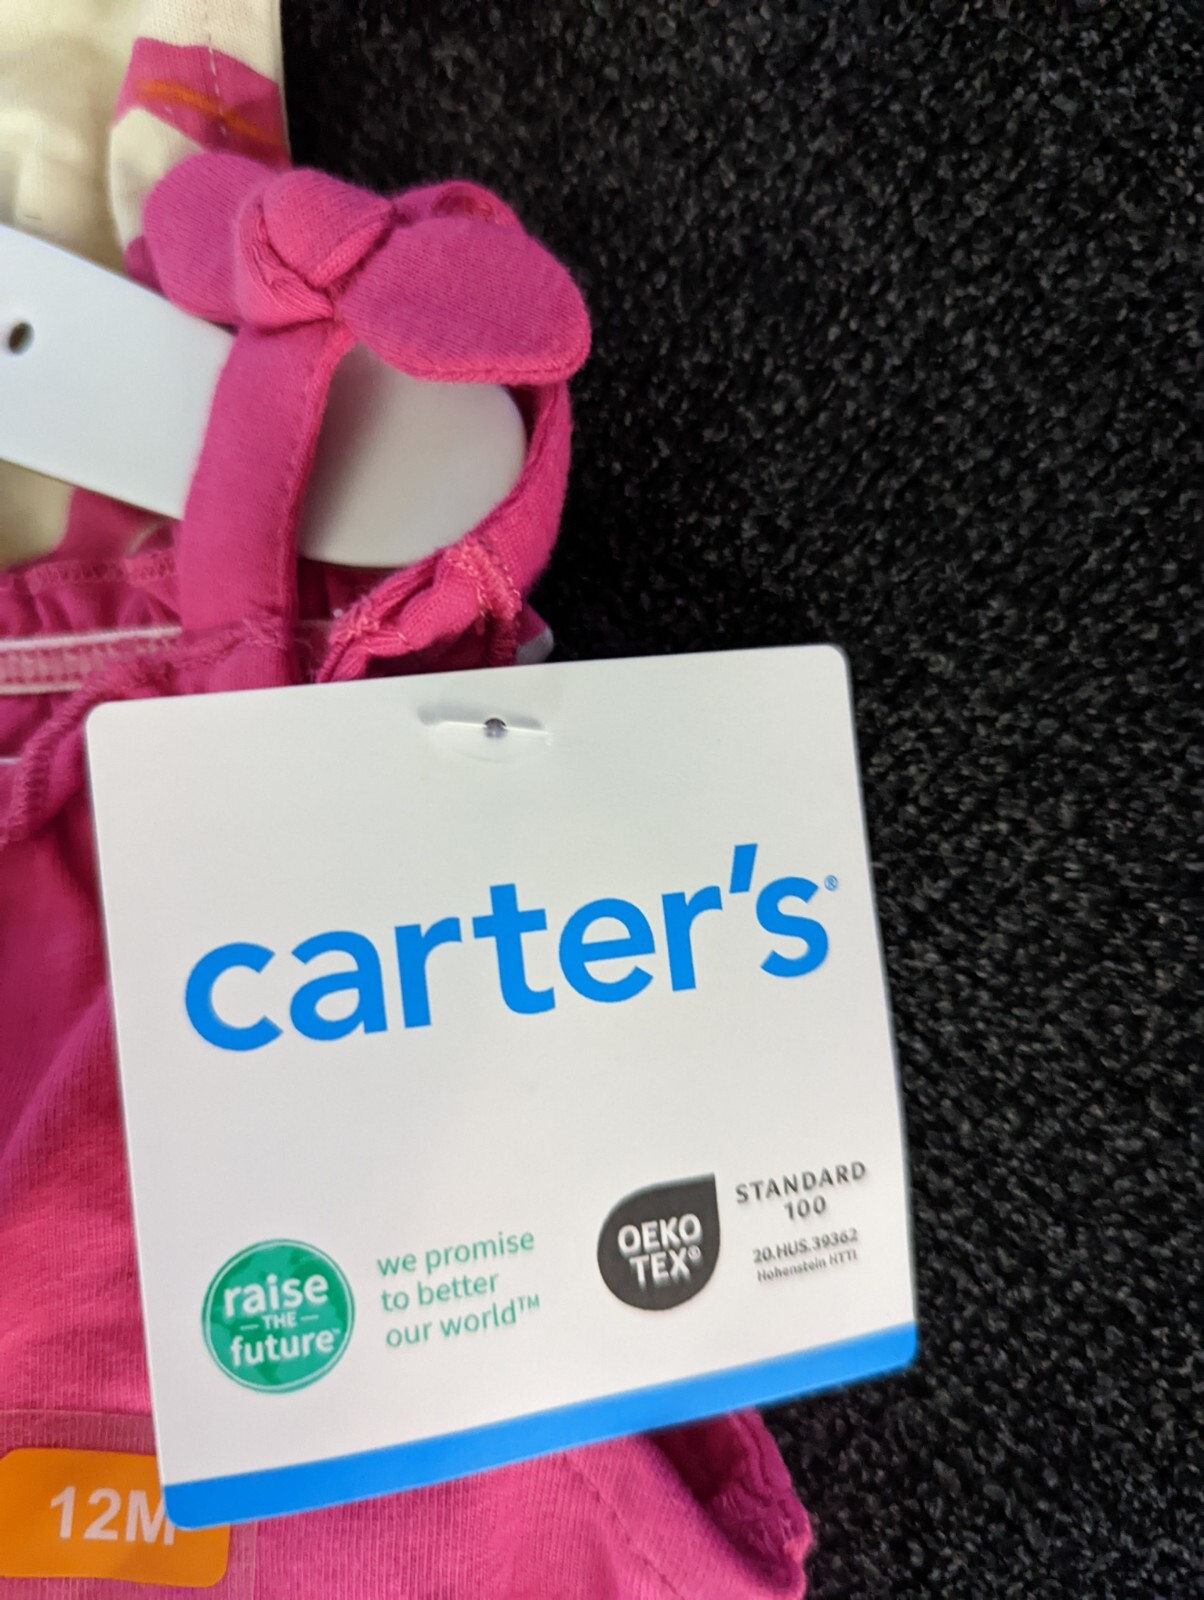 carter's®
raise
THE
future™
we promise
to better
our world™
OEKO
TEX®
STANDARD
100
20.HUS.39362
Hohenstein HTTI
12M